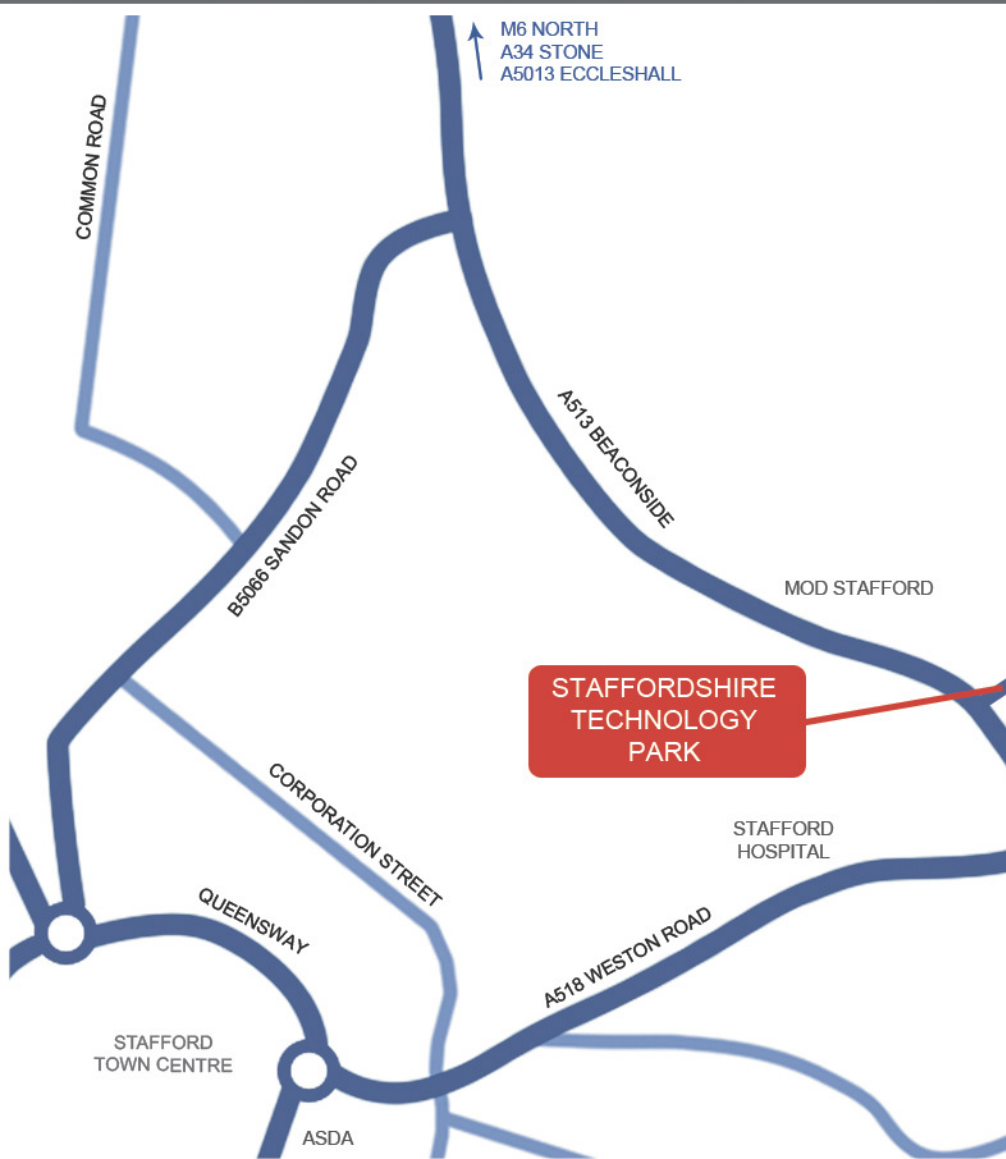 M6 NORTH
A34 STONE
A5013 ECCLESHALL
COMMON ROAD
A513 BEACONSIDE
B5066 SANDON ROAD
MOD STAFFORD
STAFFORDSHIRE
TECHNOLOGY
PARK
CORPORATION STREET
STAFFORD
HOSPITAL
QUEENSWAY
A518 WESTON ROAD
STAFFORD
TOWN CENTRE
ASDA